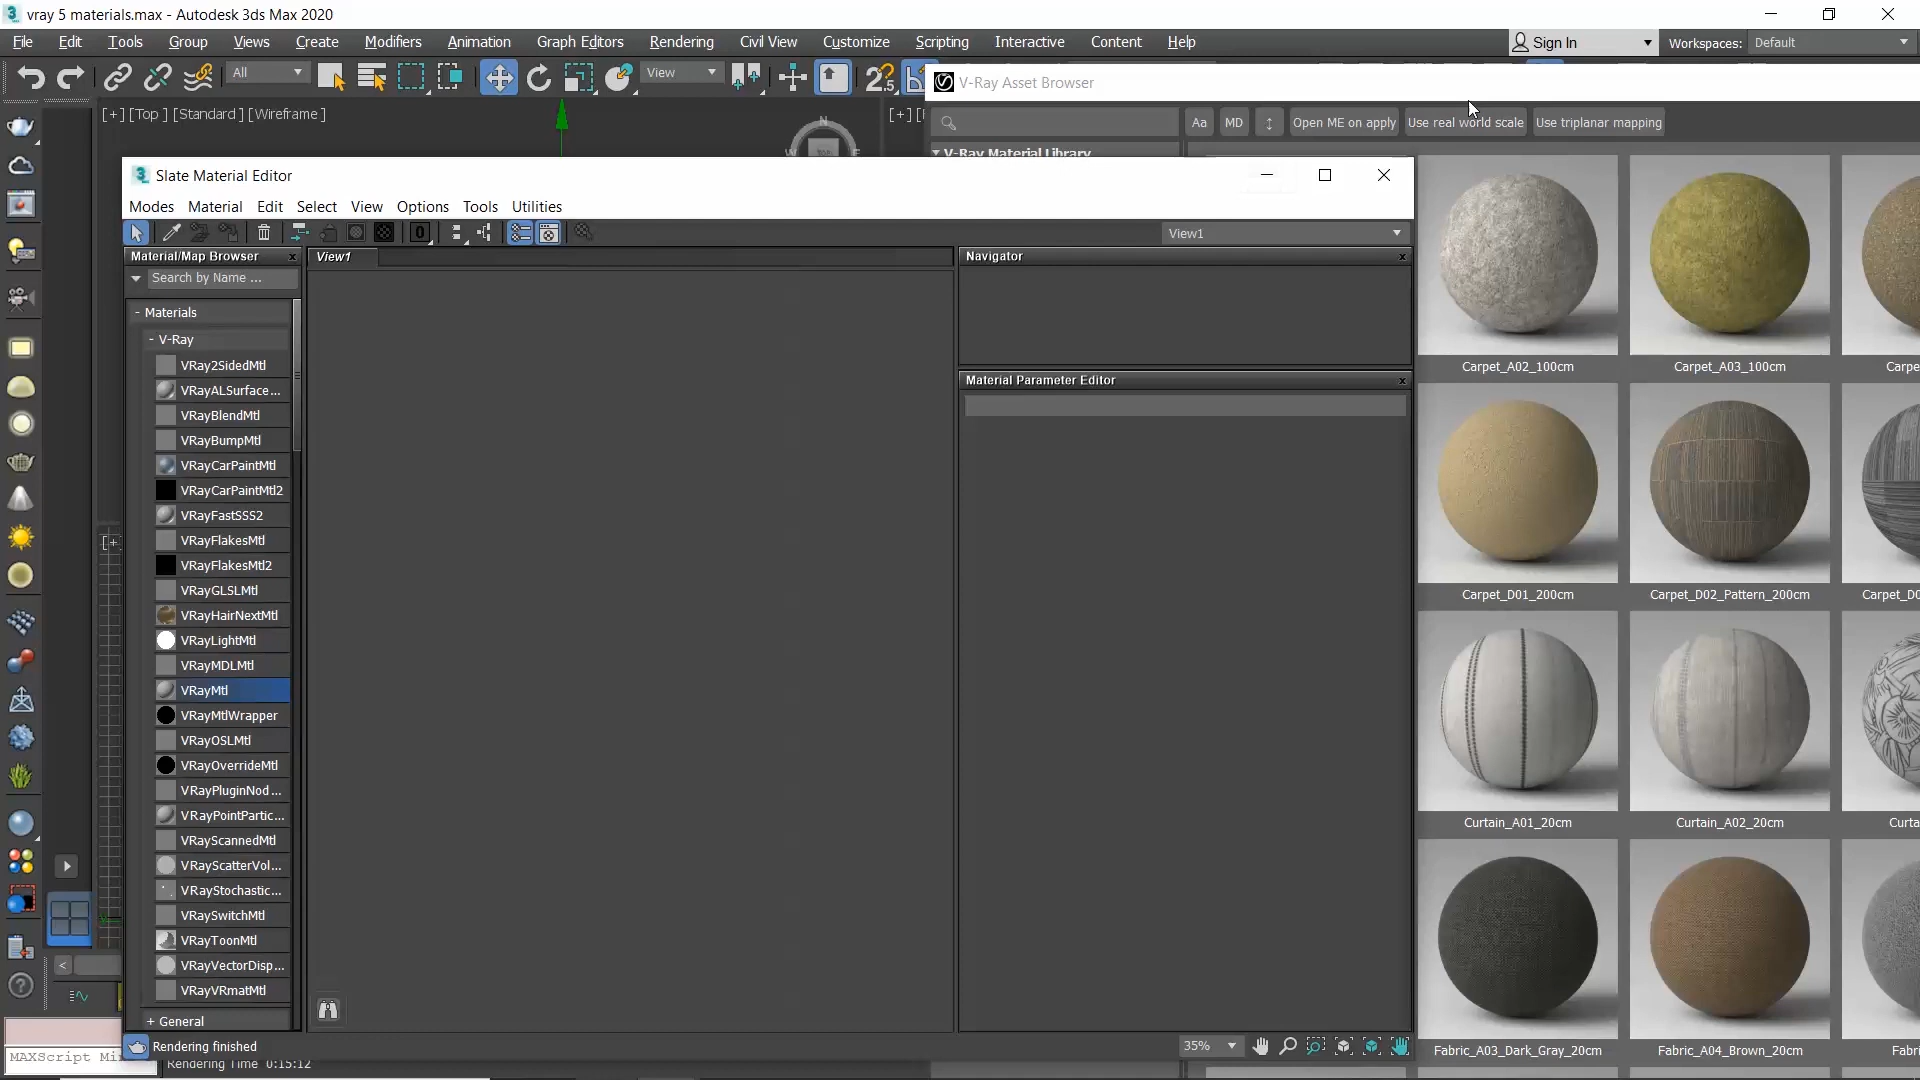 vray 5 materials.max - Autodesk 3ds Max 2020
File Edit Tools Group Views Create Modifiers Animation Graph Editors Rendering Civil View Customize Scripting Interactive Content Help
Sign In
Workspaces: Default
All
View
V-Ray Asset Browser
[+] [Top ] [Standard ] [Wireframe ]
Aa MD Open ME on apply Use real world scale Use triplanar mapping
V-Ray Material Library
Slate Material Editor
Modes Material Edit Select View Options Tools Utilities
View1
Material/Map Browser
View1
Navigator
Search by Name ...
- Materials
- V-Ray
VRay2SidedMtl
VRayALSurface...
VRayBlendMtl
VRayBumpMtl
VRayCarPaintMtl
VRayCarPaintMtl2
VRayFastSSS2
VRayFlakesMtl
VRayFlakesMtl2
VRayGLSLMtl
VRayHairNextMtl
VRayLightMtl
VRayMDLMtl
VRayMtl
VRayMtlWrapper
VRayOSLMtl
VRayOverrideMtl
VRayPluginNod...
VRayPointPartic...
VRayScannedMtl
VRayScatterVol...
VRayStochastic...
VRaySwitchMtl
VRayToonMtl
VRayVectorDisp...
VRayVRmatMtl
+ General
Material Parameter Editor
Carpet_A02_100cm
Carpet_A03_100cm
Carpe
Carpet_D01_200cm
Carpet_D02_Pattern_200cm
Carpet_D0
Curtain_A01_20cm
Curtain_A02_20cm
Curta
Fabric_A03_Dark_Gray_20cm
Fabric_A04_Brown_20cm
Fabri
Rendering finished
35%
MAXScript Mi
Rendering Time 0:15:12